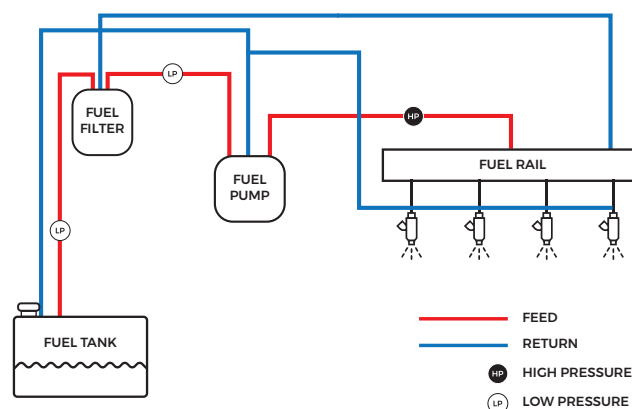 LP
FUEL
FILTER
HP
FUEL RAIL
FUEL
PUMP
LP
FUEL TANK
FEED
RETURN
HP HIGH PRESSURE
LP LOW PRESSURE